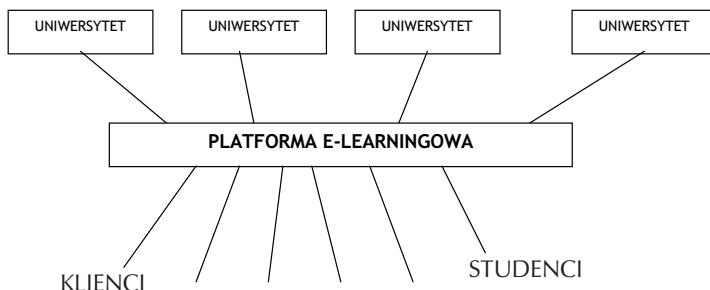 UNIWERSYTET UNIWERSYTET UNIWERSYTET UNIWERSYTET
PLATFORMA E-LEARNINGOWA
KLIENCI STUDENCI